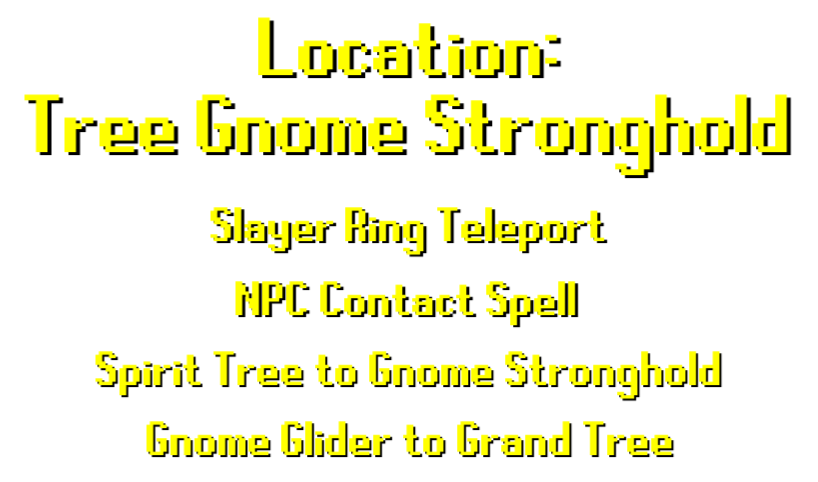 Location:
Tree Gnome Stronghold
Slayer Ring Teleport
NPC Contact Spell
Spirit Tree to Gnome Stronghold
Gnome Glider to Grand Tree